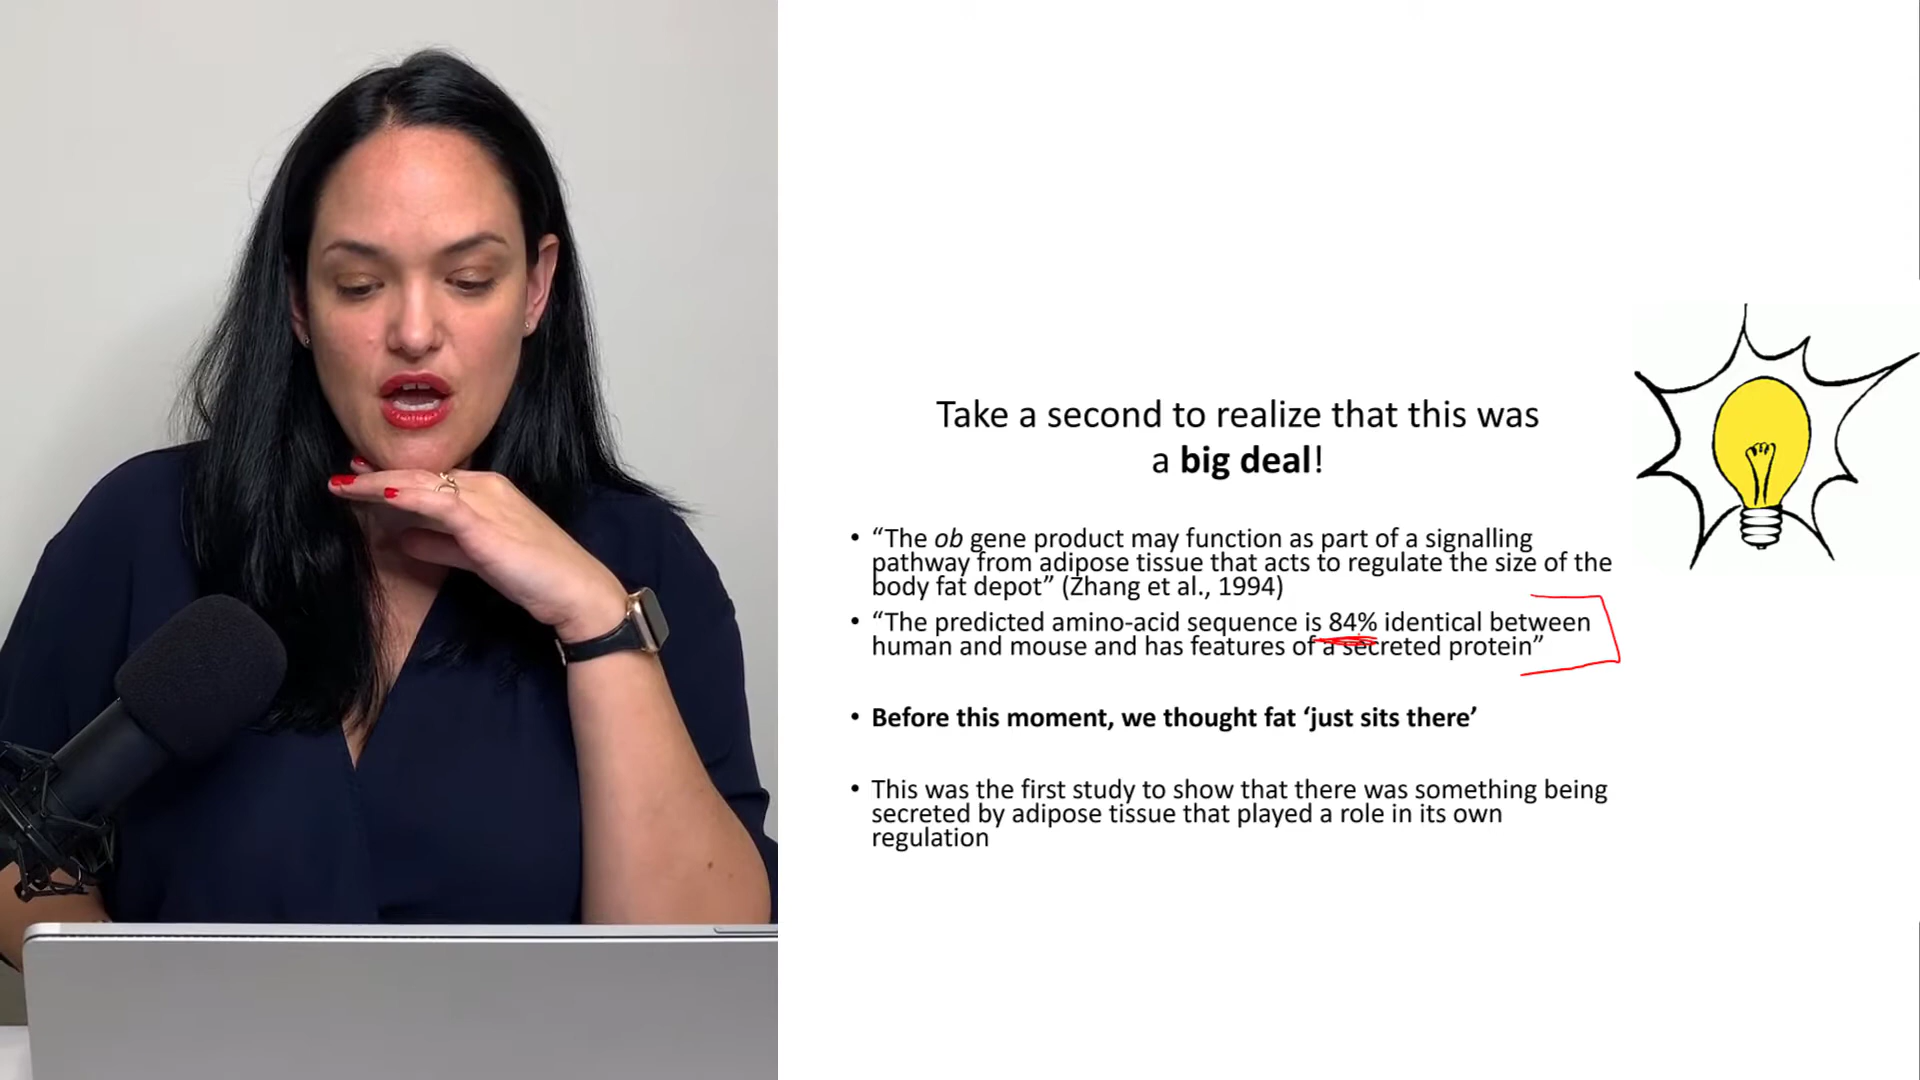 Take a second to realize that this was
a big deal!
• “The ob gene product may function as part of a signalling
pathway from adipose tissue that acts to regulate the size of the
body fat depot” (Zhang et al., 1994)
• “The predicted amino-acid sequence is 84% identical between
human and mouse and has features of a secreted protein”
• Before this moment, we thought fat ‘just sits there’
• This was the first study to show that there was something being
secreted by adipose tissue that played a role in its own
regulation